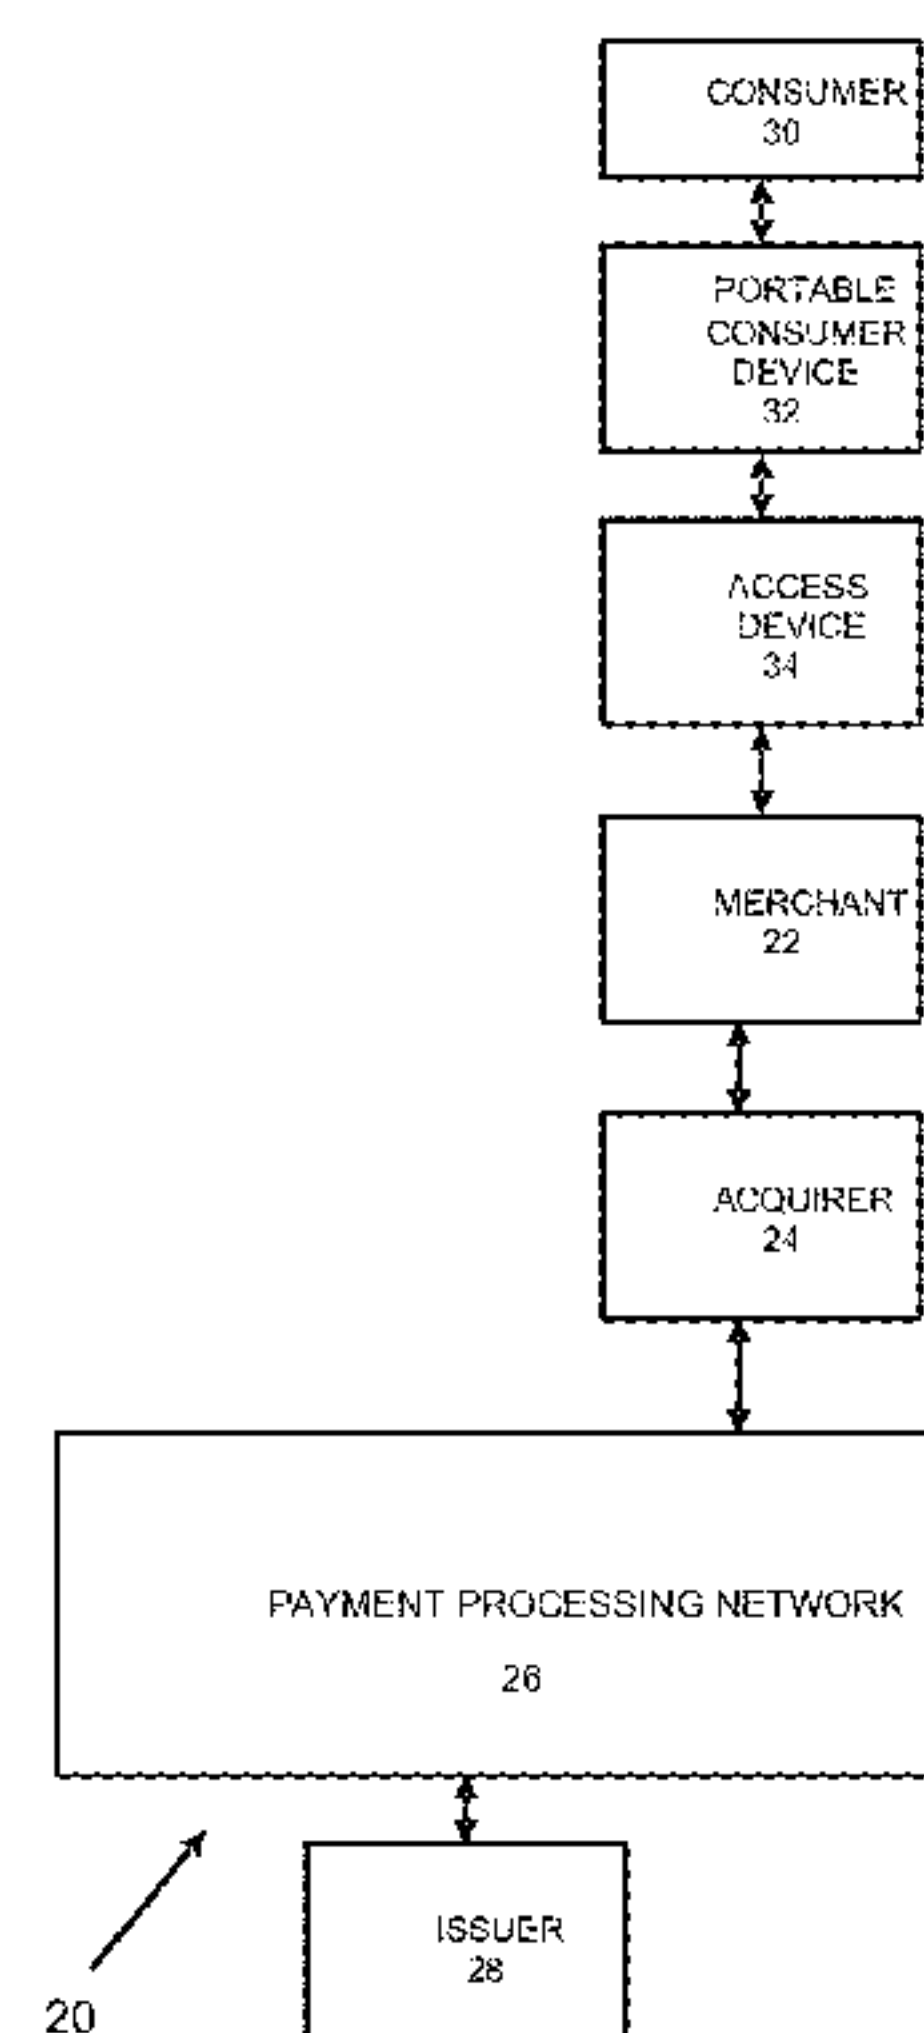 CONSUMER
30
PORTABLE
CONSUMER
DEVICE
32
ACCESS
DEVICE
34
MERCHANT
22
ACQUIRER
24
PAYMENT PROCESSING NETWORK
26
ISSUER
28
20